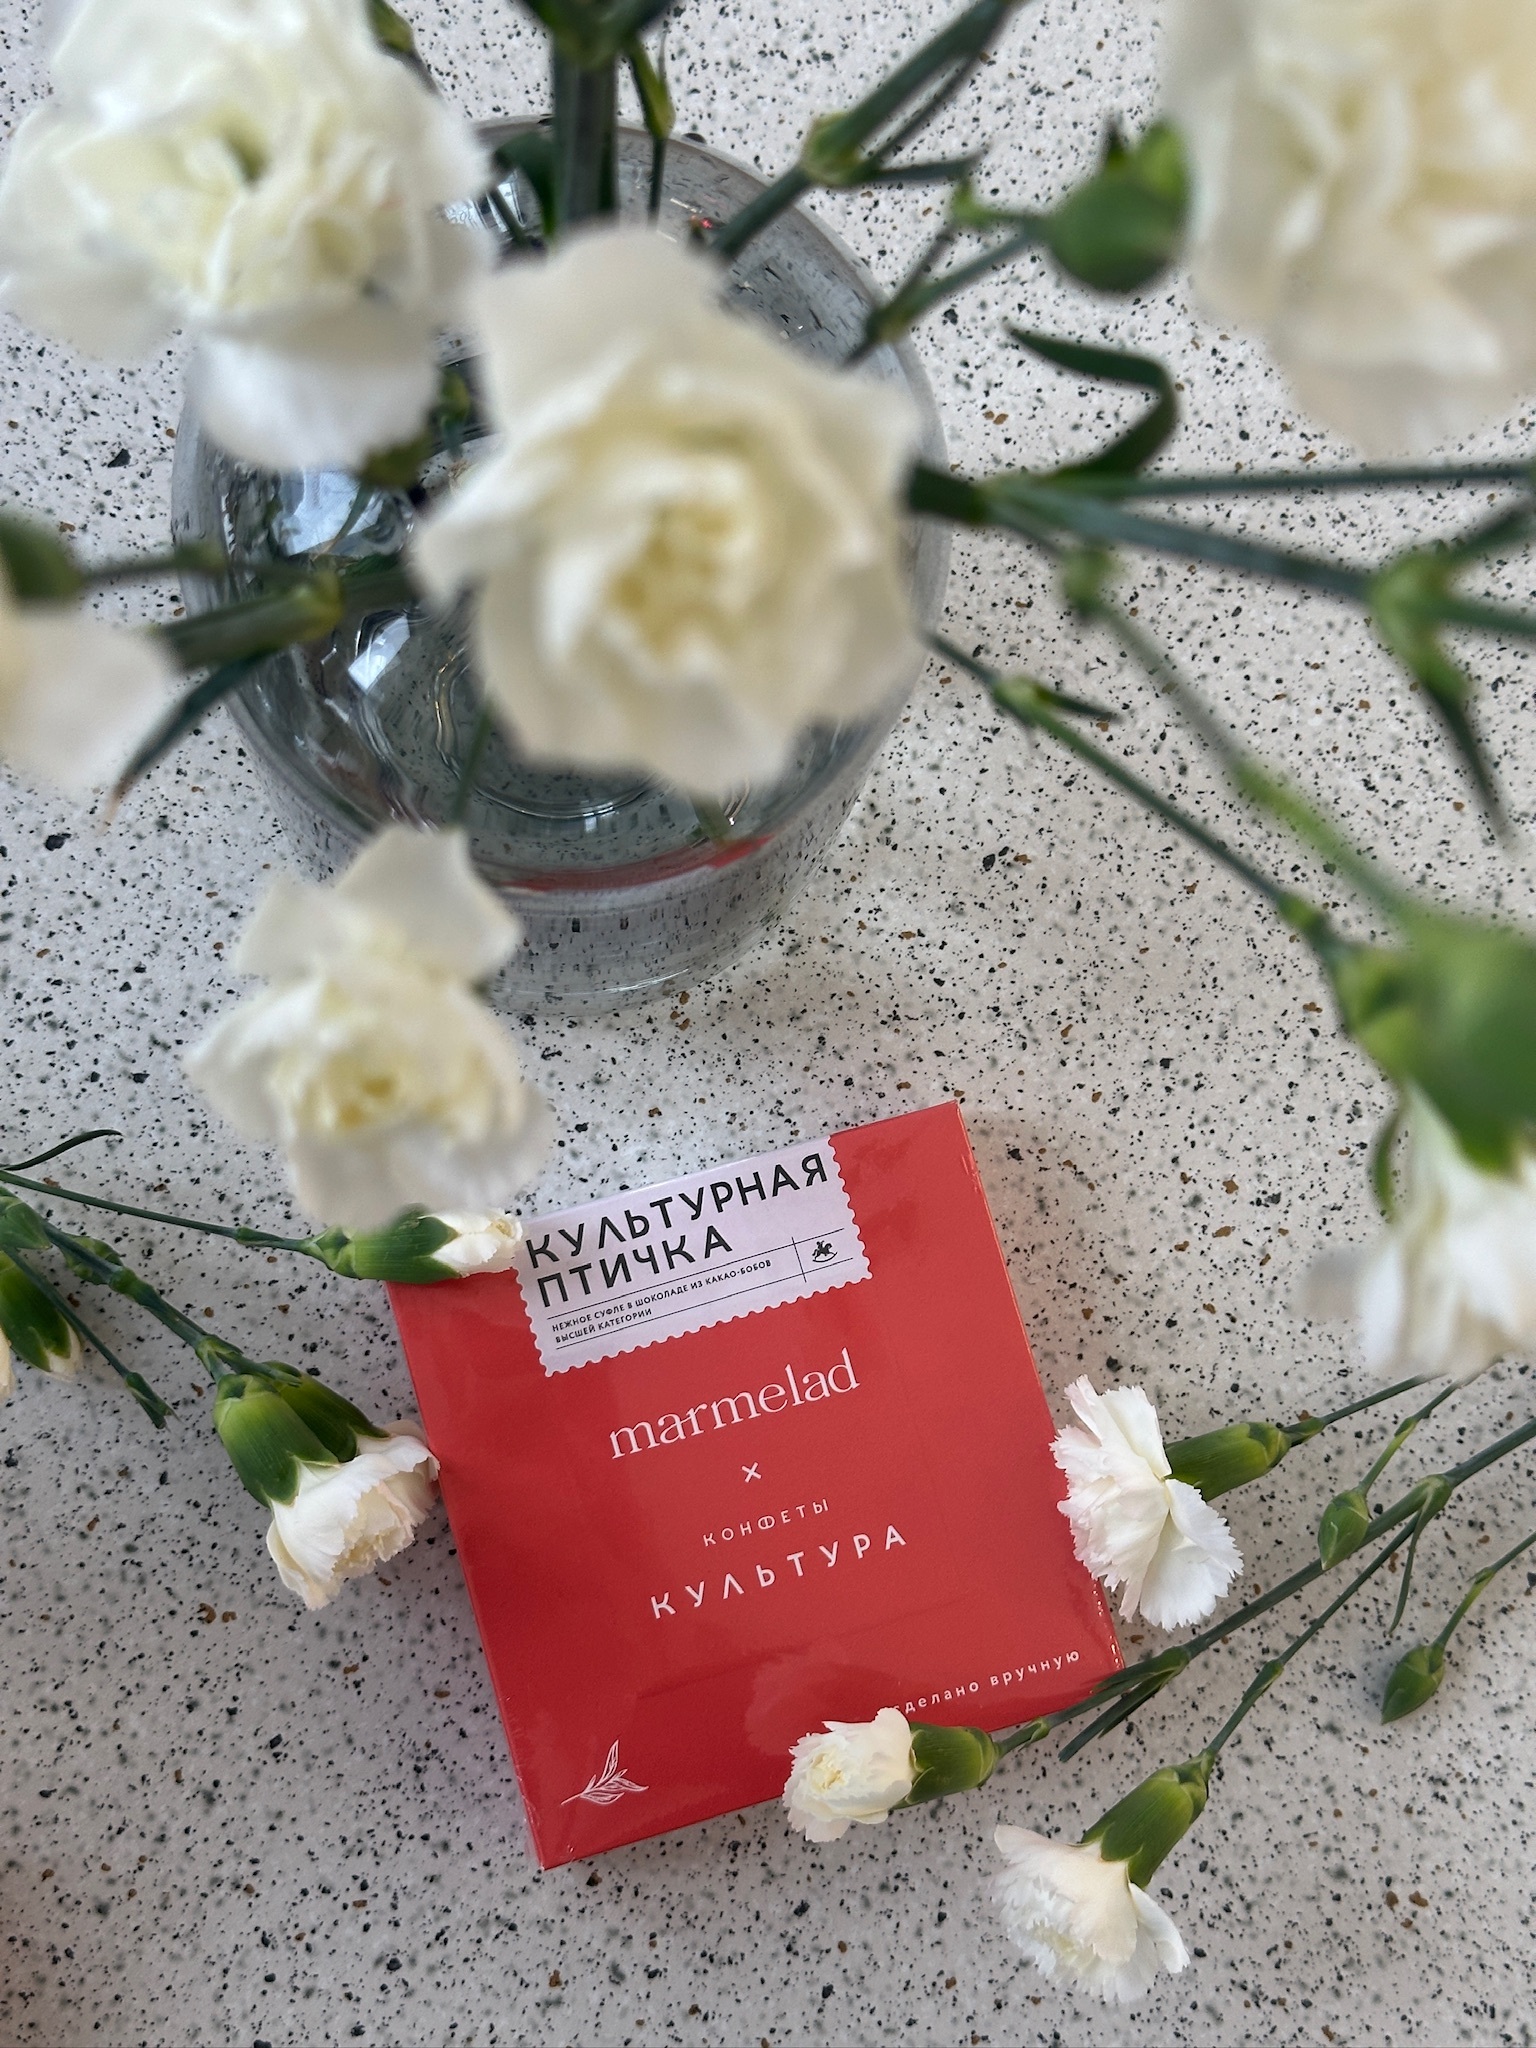 КУЛЬТУРНАЯ
ПТИЧКА
НЕЖНОЕ СУФЛЕ В ШОКОЛАДЕ ИЗ КАКАО-БОБОВ
ВЫСШЕЙ КАТЕГОРИИ
marmelad
x
КОНФЕТЫ
КУЛЬТУРА
сделано вручную